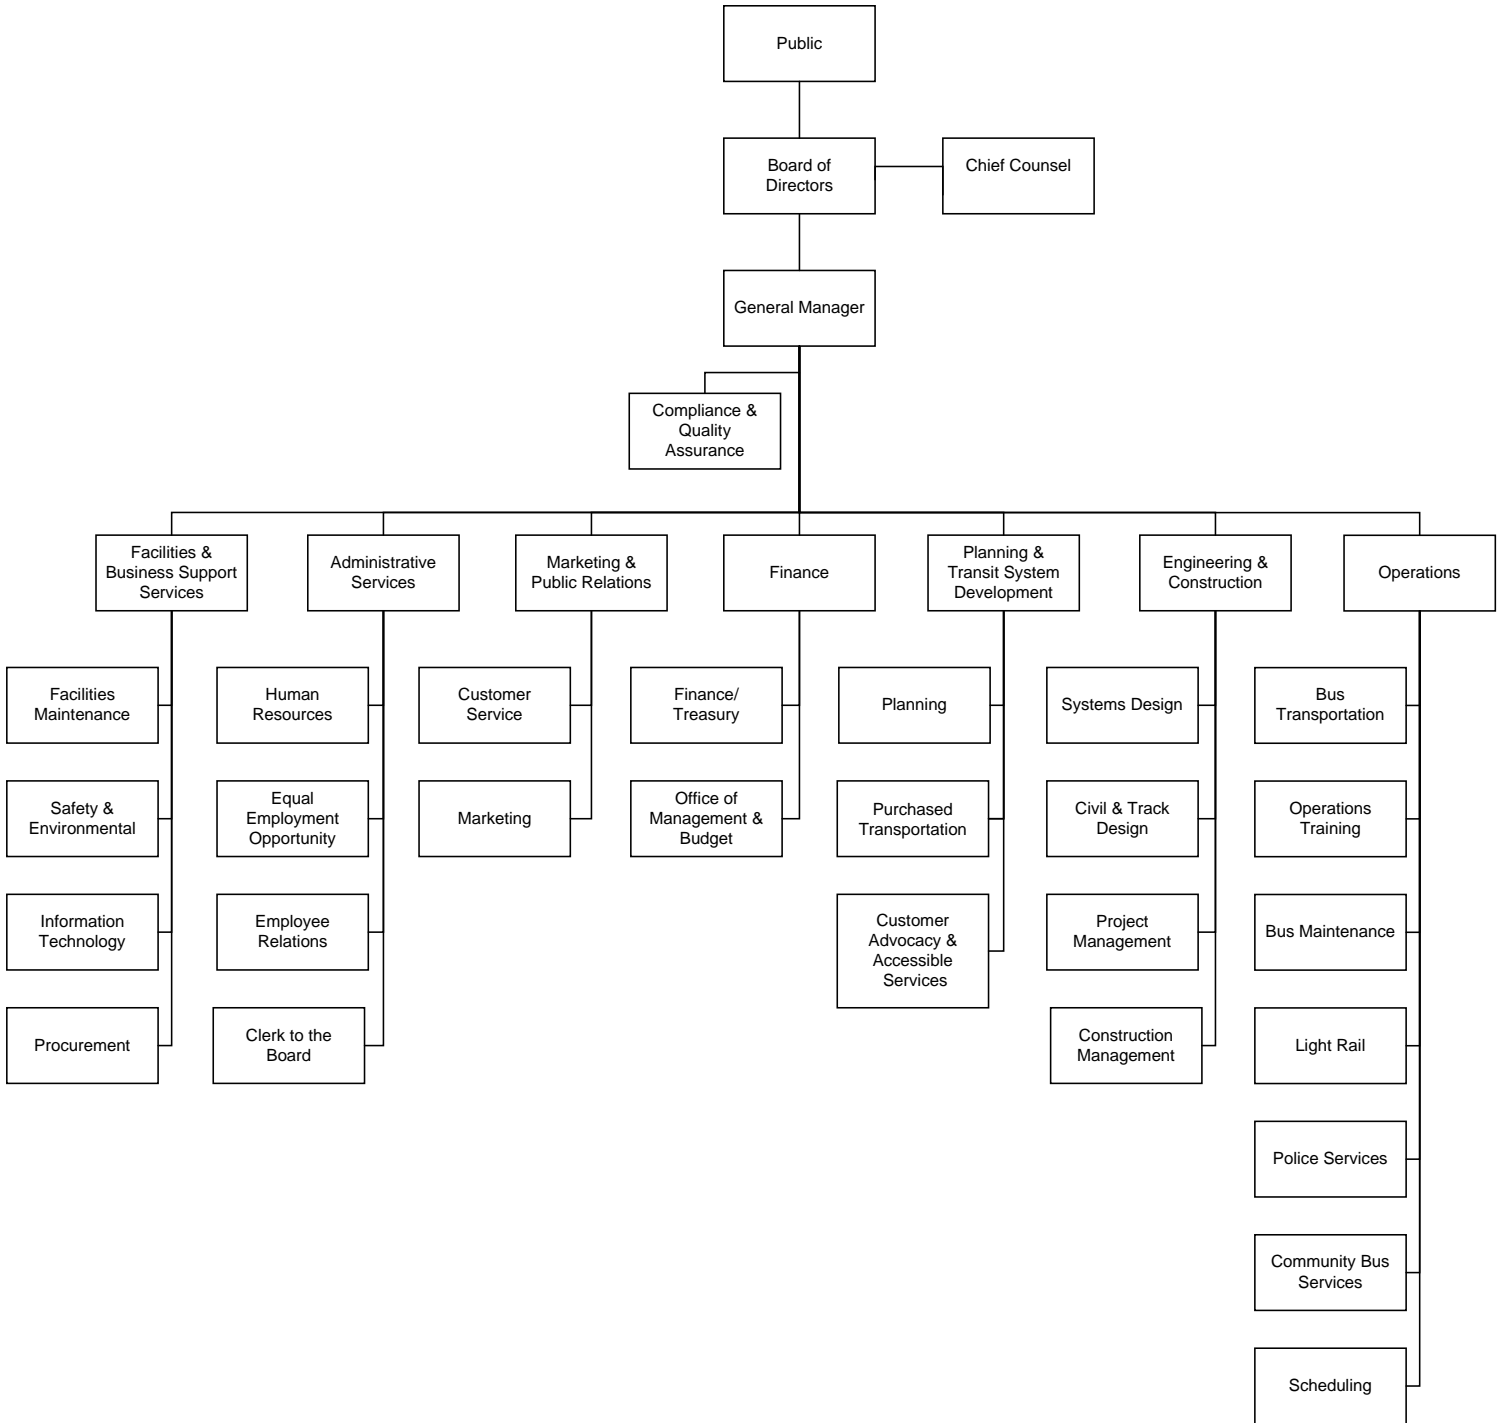 Public
Board of
Directors
Chief Counsel
General Manager
Compliance &
Quality
Assurance
Facilities &
Business Support
Services
Administrative
Services
Marketing &
Public Relations
Finance
Planning &
Transit System
Development
Engineering &
Construction
Operations
Facilities
Maintenance
Human
Resources
Customer
Service
Finance/
Treasury
Planning
Systems Design
Bus
Transportation
Safety &
Environmental
Equal
Employment
Opportunity
Marketing
Office of
Management &
Budget
Purchased
Transportation
Civil & Track
Design
Operations
Training
Information
Technology
Employee
Relations
Customer
Advocacy &
Accessible
Services
Project
Management
Bus Maintenance
Procurement
Clerk to the
Board
Construction
Management
Light Rail
Police Services
Community Bus
Services
Scheduling